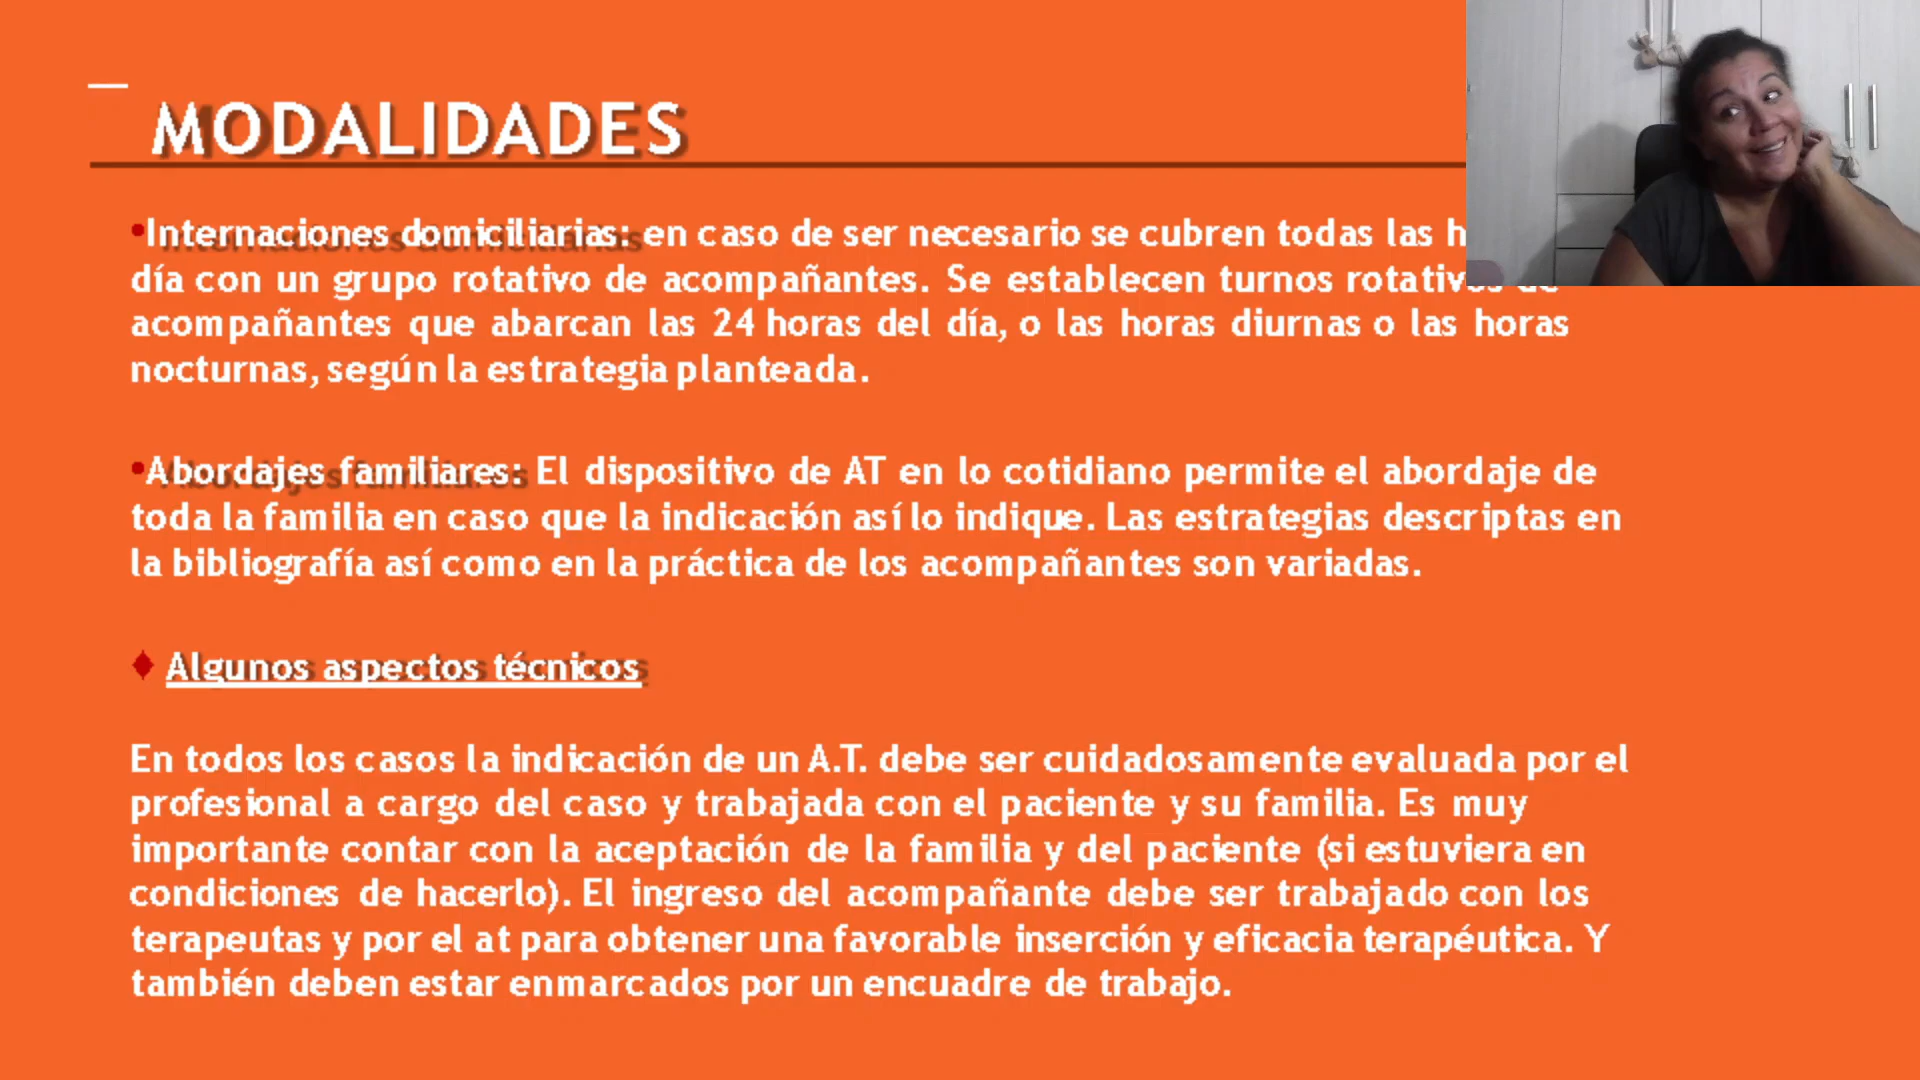 MODALIDADES
•Internaciones domiciliarias: en caso de ser necesario se cubren todas las
día con un grupo rotativo de acompañantes. Se establecen turnos rotativos de
acompañantes que abarcan las 24 horas del día, o las horas diurnas o las horas
nocturnas, según la estrategia planteada.
•Abordajes familiares: El dispositivo de AT en lo cotidiano permite el abordaje de
toda la familia en caso que la indicación así lo indique. Las estrategias descriptas en
la bibliografía así como en la práctica de los acompañantes son variadas.
♦ Algunos aspectos técnicos
En todos los casos la indicación de un A.T. debe ser cuidadosamente evaluada por el
profesional a cargo del caso y trabajada con el paciente y su familia. Es muy
importante contar con la aceptación de la familia y del paciente (si estuviera en
condiciones de hacerlo). El ingreso del acompañante debe ser trabajado con los
terapeutas y por el at para obtener una favorable inserción y eficacia terapéutica. Y
también deben estar enmarcados por un encuadre de trabajo.